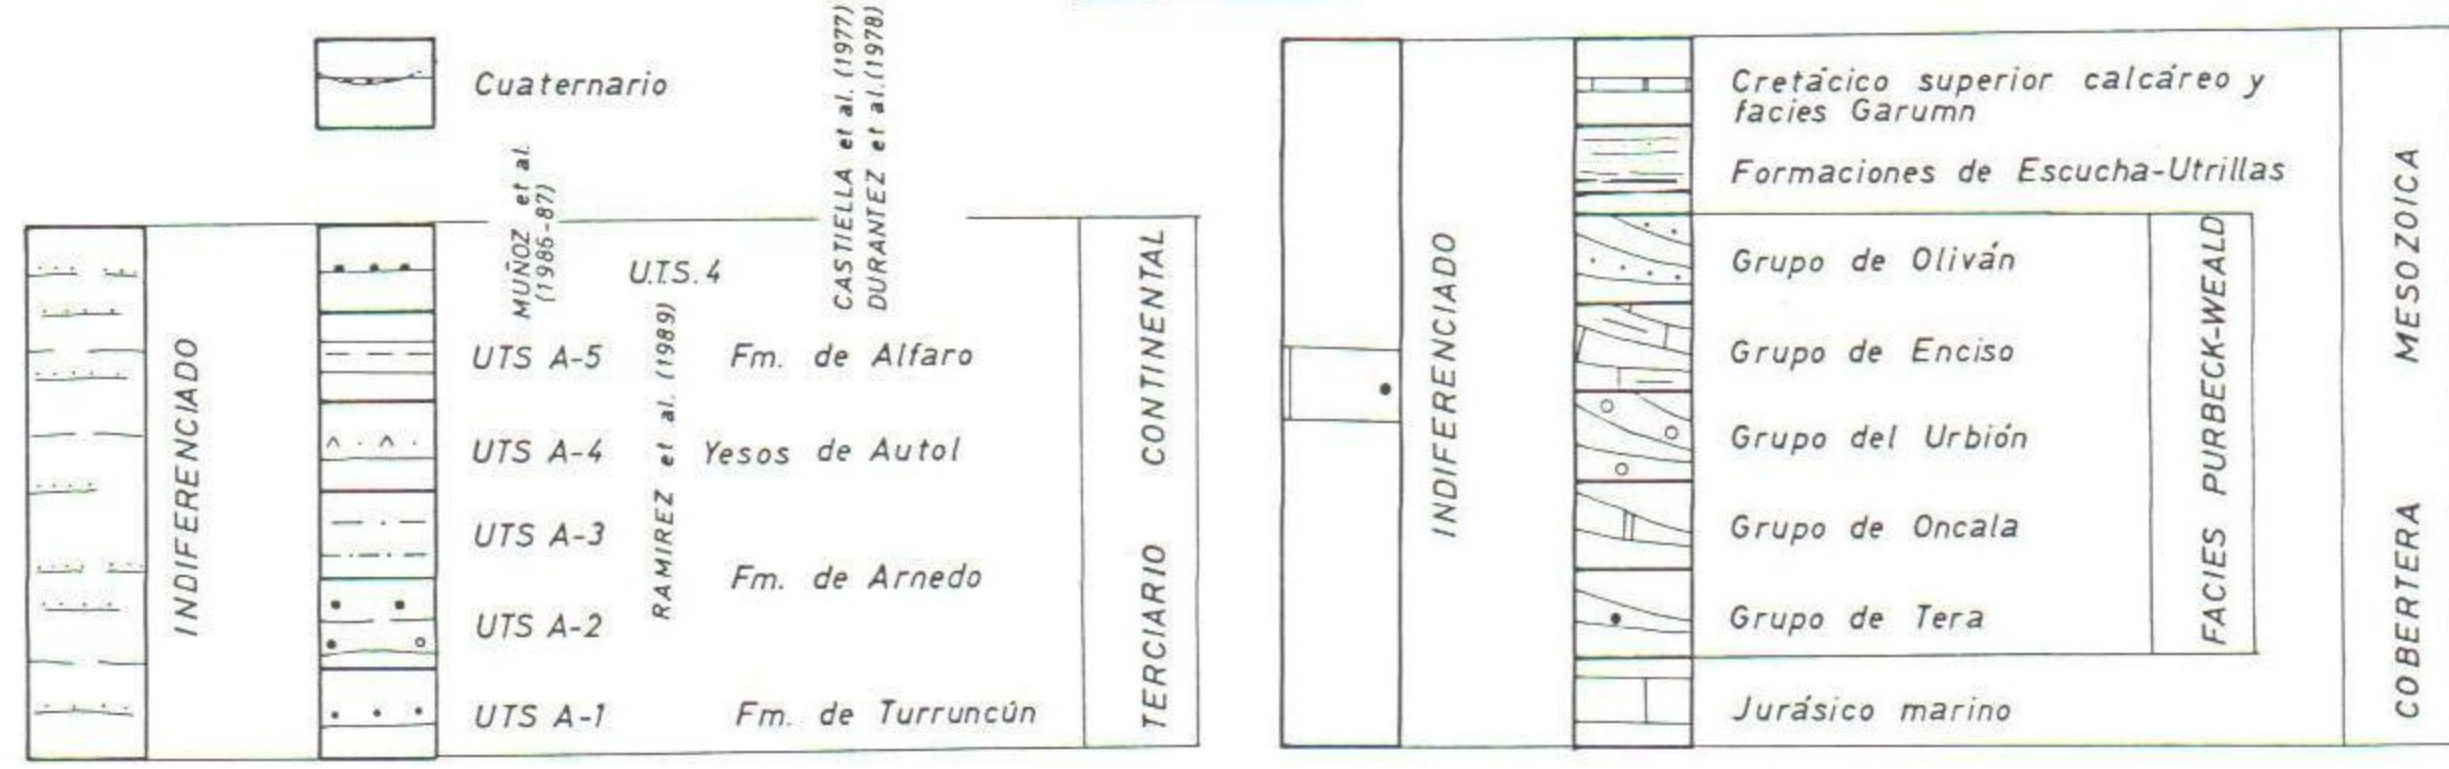 Cuaternario
MUÑOZ et al.
(1986-87)
CASTIELLA et al. (1977)
DURANTEZ et al. (1978)
RAMIREZ et al. (1989)
INDIFERENCIADO
U.T.S. 4
UTS A-5
Fm. de Alfaro
UTS A-4
Yesos de Autol
UTS A-3
Fm. de Arnedo
UTS A-2
UTS A-1
Fm. de Turruncún
TERCIARIO CONTINENTAL
INDIFERENCIADO
Cretácico superior calcáreo y
facies Garumn
Formaciones de Escucha-Utrillas
Grupo de Oliván
Grupo de Enciso
Grupo del Urbión
Grupo de Oncala
Grupo de Tera
Jurásico marino
FACIES PURBECK-WEALD
COBERTERA MESOZOICA